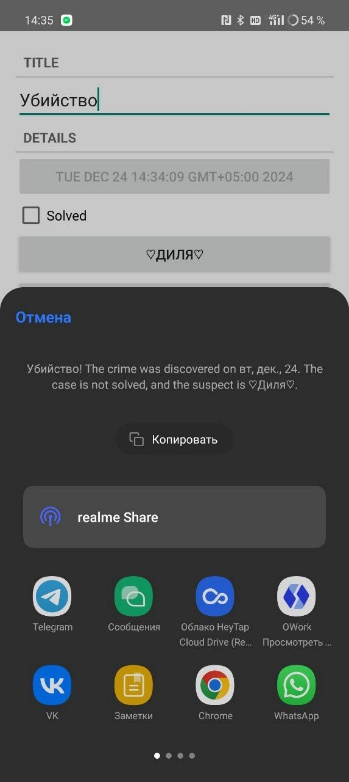 14:35
54 %
TITLE
Убийство
DETAILS
TUE DEC 24 14:34:09 GMT+05:00 2024
Solved
♡ДИЛЯ♡
Отмена
Убийство! The crime was discovered on вт, дек., 24. The
case is not solved, and the suspect is ♡Диля♡.
Копировать
realme Share
Telegram
Сообщения
Облако HeyTap
Cloud Drive (Re...
OWork
Просмотреть ...
VK
Заметки
Chrome
WhatsApp